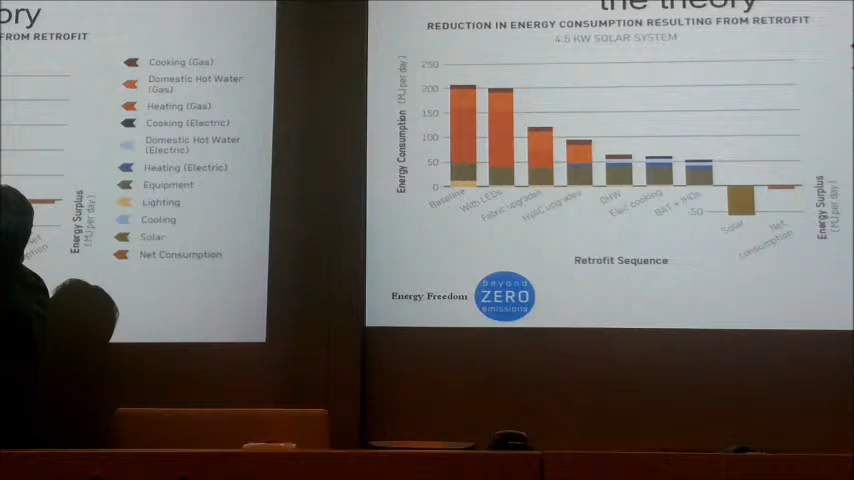 ory
FROM RETROFIT
Cooking (Gas)
Domestic Hot Water
(Gas)
Heating (Gas)
Cooking (Electric)
Domestic Hot Water
(Electric)
Heating (Electric)
Equipment
Lighting
Cooling
Solar
Net Consumption
Energy Surplus
(MJ per day)
the theory
REDUCTION IN ENERGY CONSUMPTION RESULTING FROM RETROFIT
4.5 KW SOLAR SYSTEM
Energy Consumption (MJ per day)
250
200
150
100
50
0
-50
Baseline
With LEDs
Fabric upgrades
HVAC upgrades
DHW
Elec cooking
BAT + IHDs
Solar
Net
consumption
Energy Surplus
(MJ per day)
Retrofit Sequence
Energy Freedom
beyond
ZERO
emissions